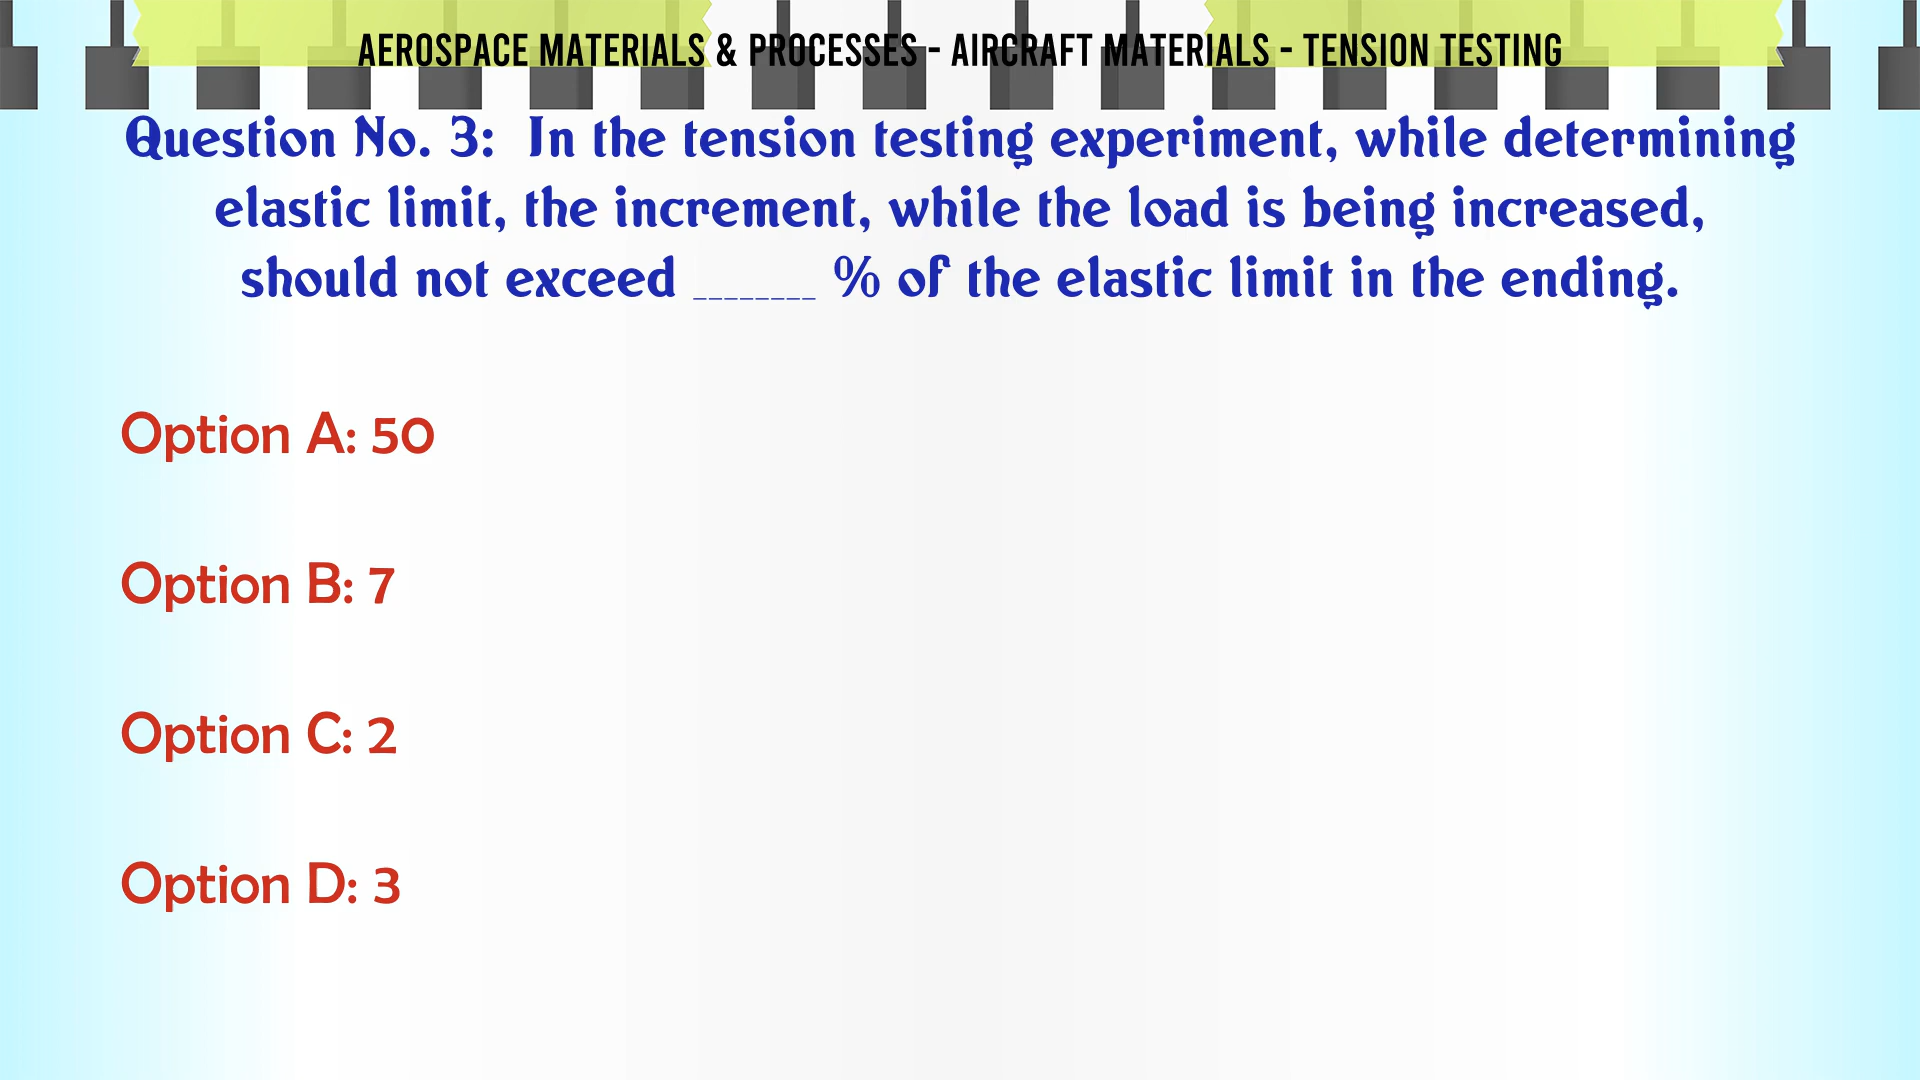 AEROSPACE MATERIALS & PROCESSES - AIRCRAFT MATERIALS - TENSION TESTING
Question No. 3: In the tension testing experiment, while determining
elastic limit, the increment, while the load is being increased,
should not exceed ________ % of the elastic limit in the ending.
Option A: 50
Option B: 7
Option C: 2
Option D: 3